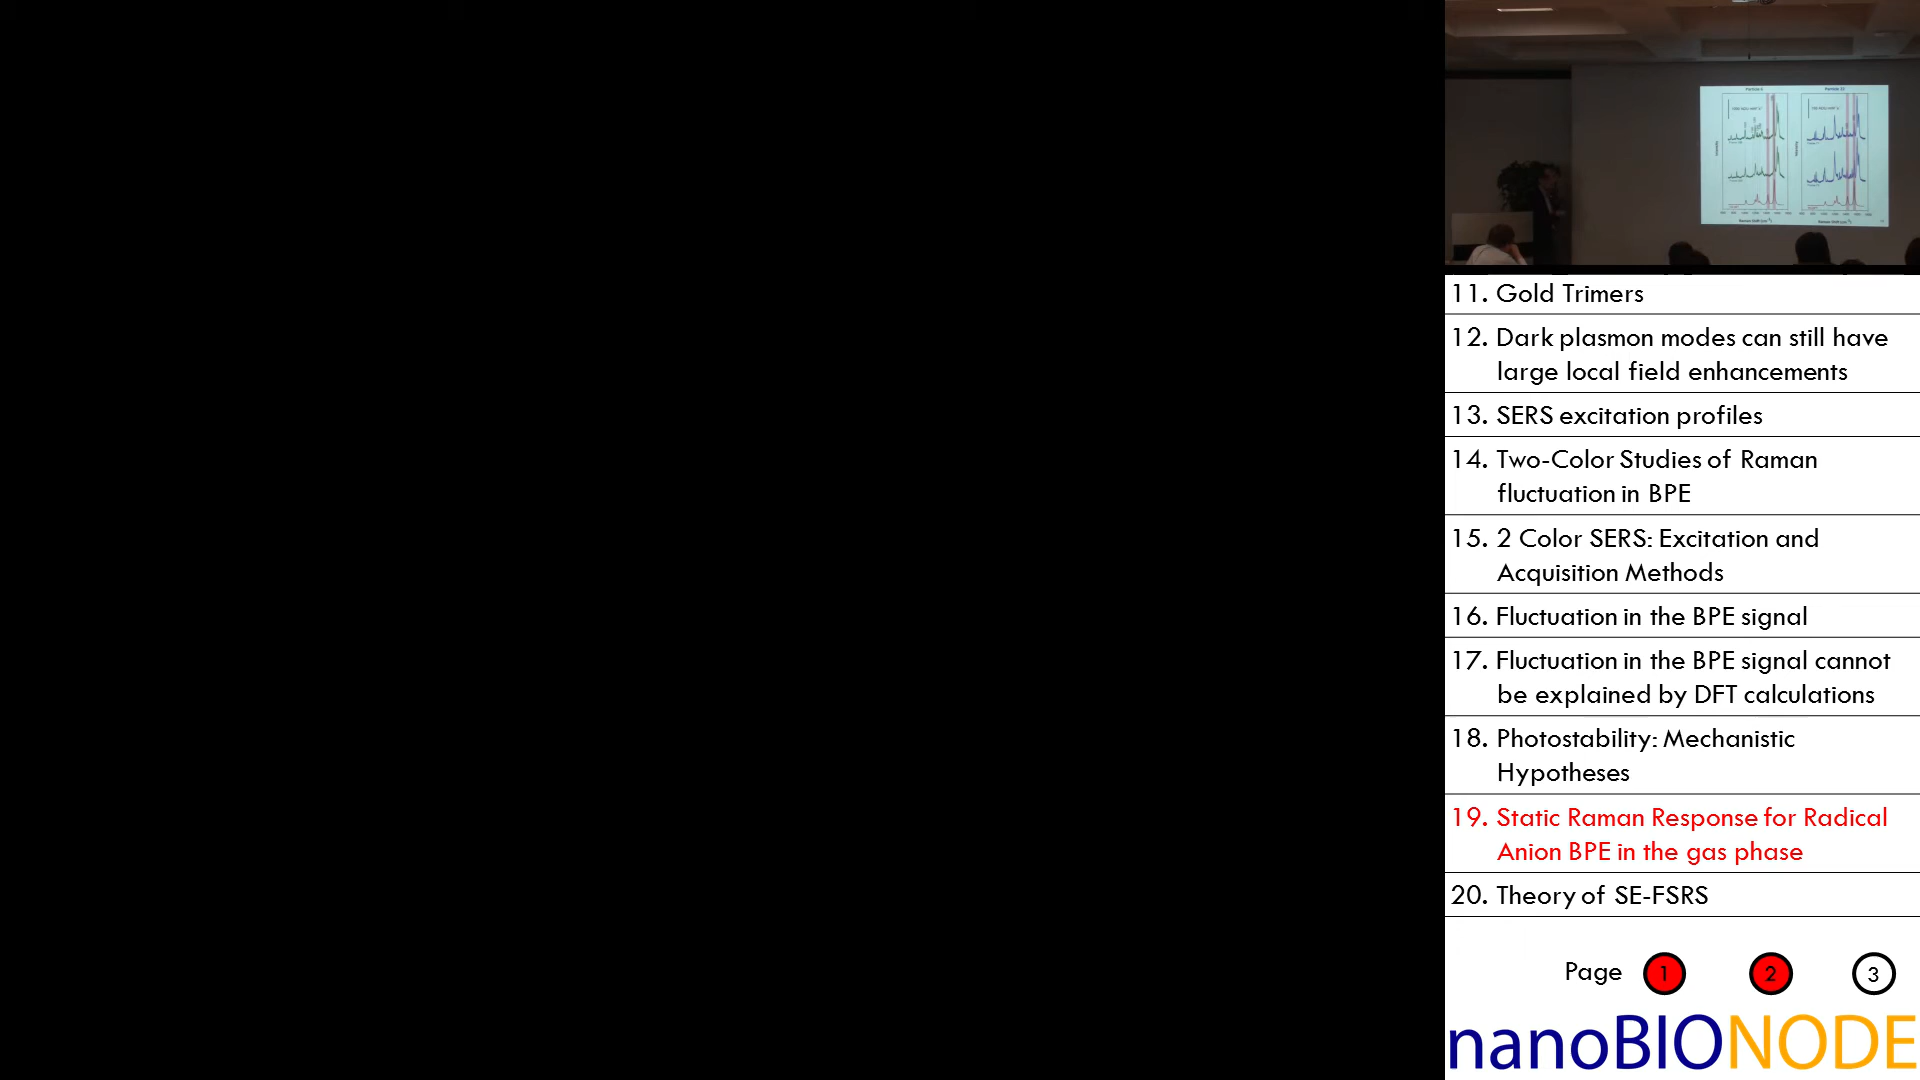 11. Gold Trimers
12. Dark plasmon modes can still have
large local field enhancements
13. SERS excitation profiles
14. Two-Color Studies of Raman
fluctuation in BPE
15. 2 Color SERS: Excitation and
Acquisition Methods
16. Fluctuation in the BPE signal
17. Fluctuation in the BPE signal cannot
be explained by DFT calculations
18. Photostability: Mechanistic
Hypotheses
19. Static Raman Response for Radical
Anion BPE in the gas phase
20. Theory of SE-FSRS
Page 1 2 3
nanoBIONODE